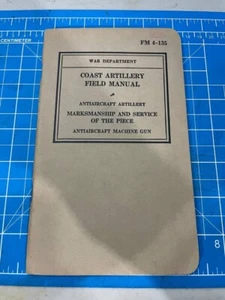 FM 4-135
WAR DEPARTMENT
COAST ARTILLERY
FIELD MANUAL
ANTIAIRCRAFT ARTILLERY
MARKSMANSHIP AND SERVICE
OF THE PIECE
ANTIAIRCRAFT MACHINE GUN
CENTIMETER
8